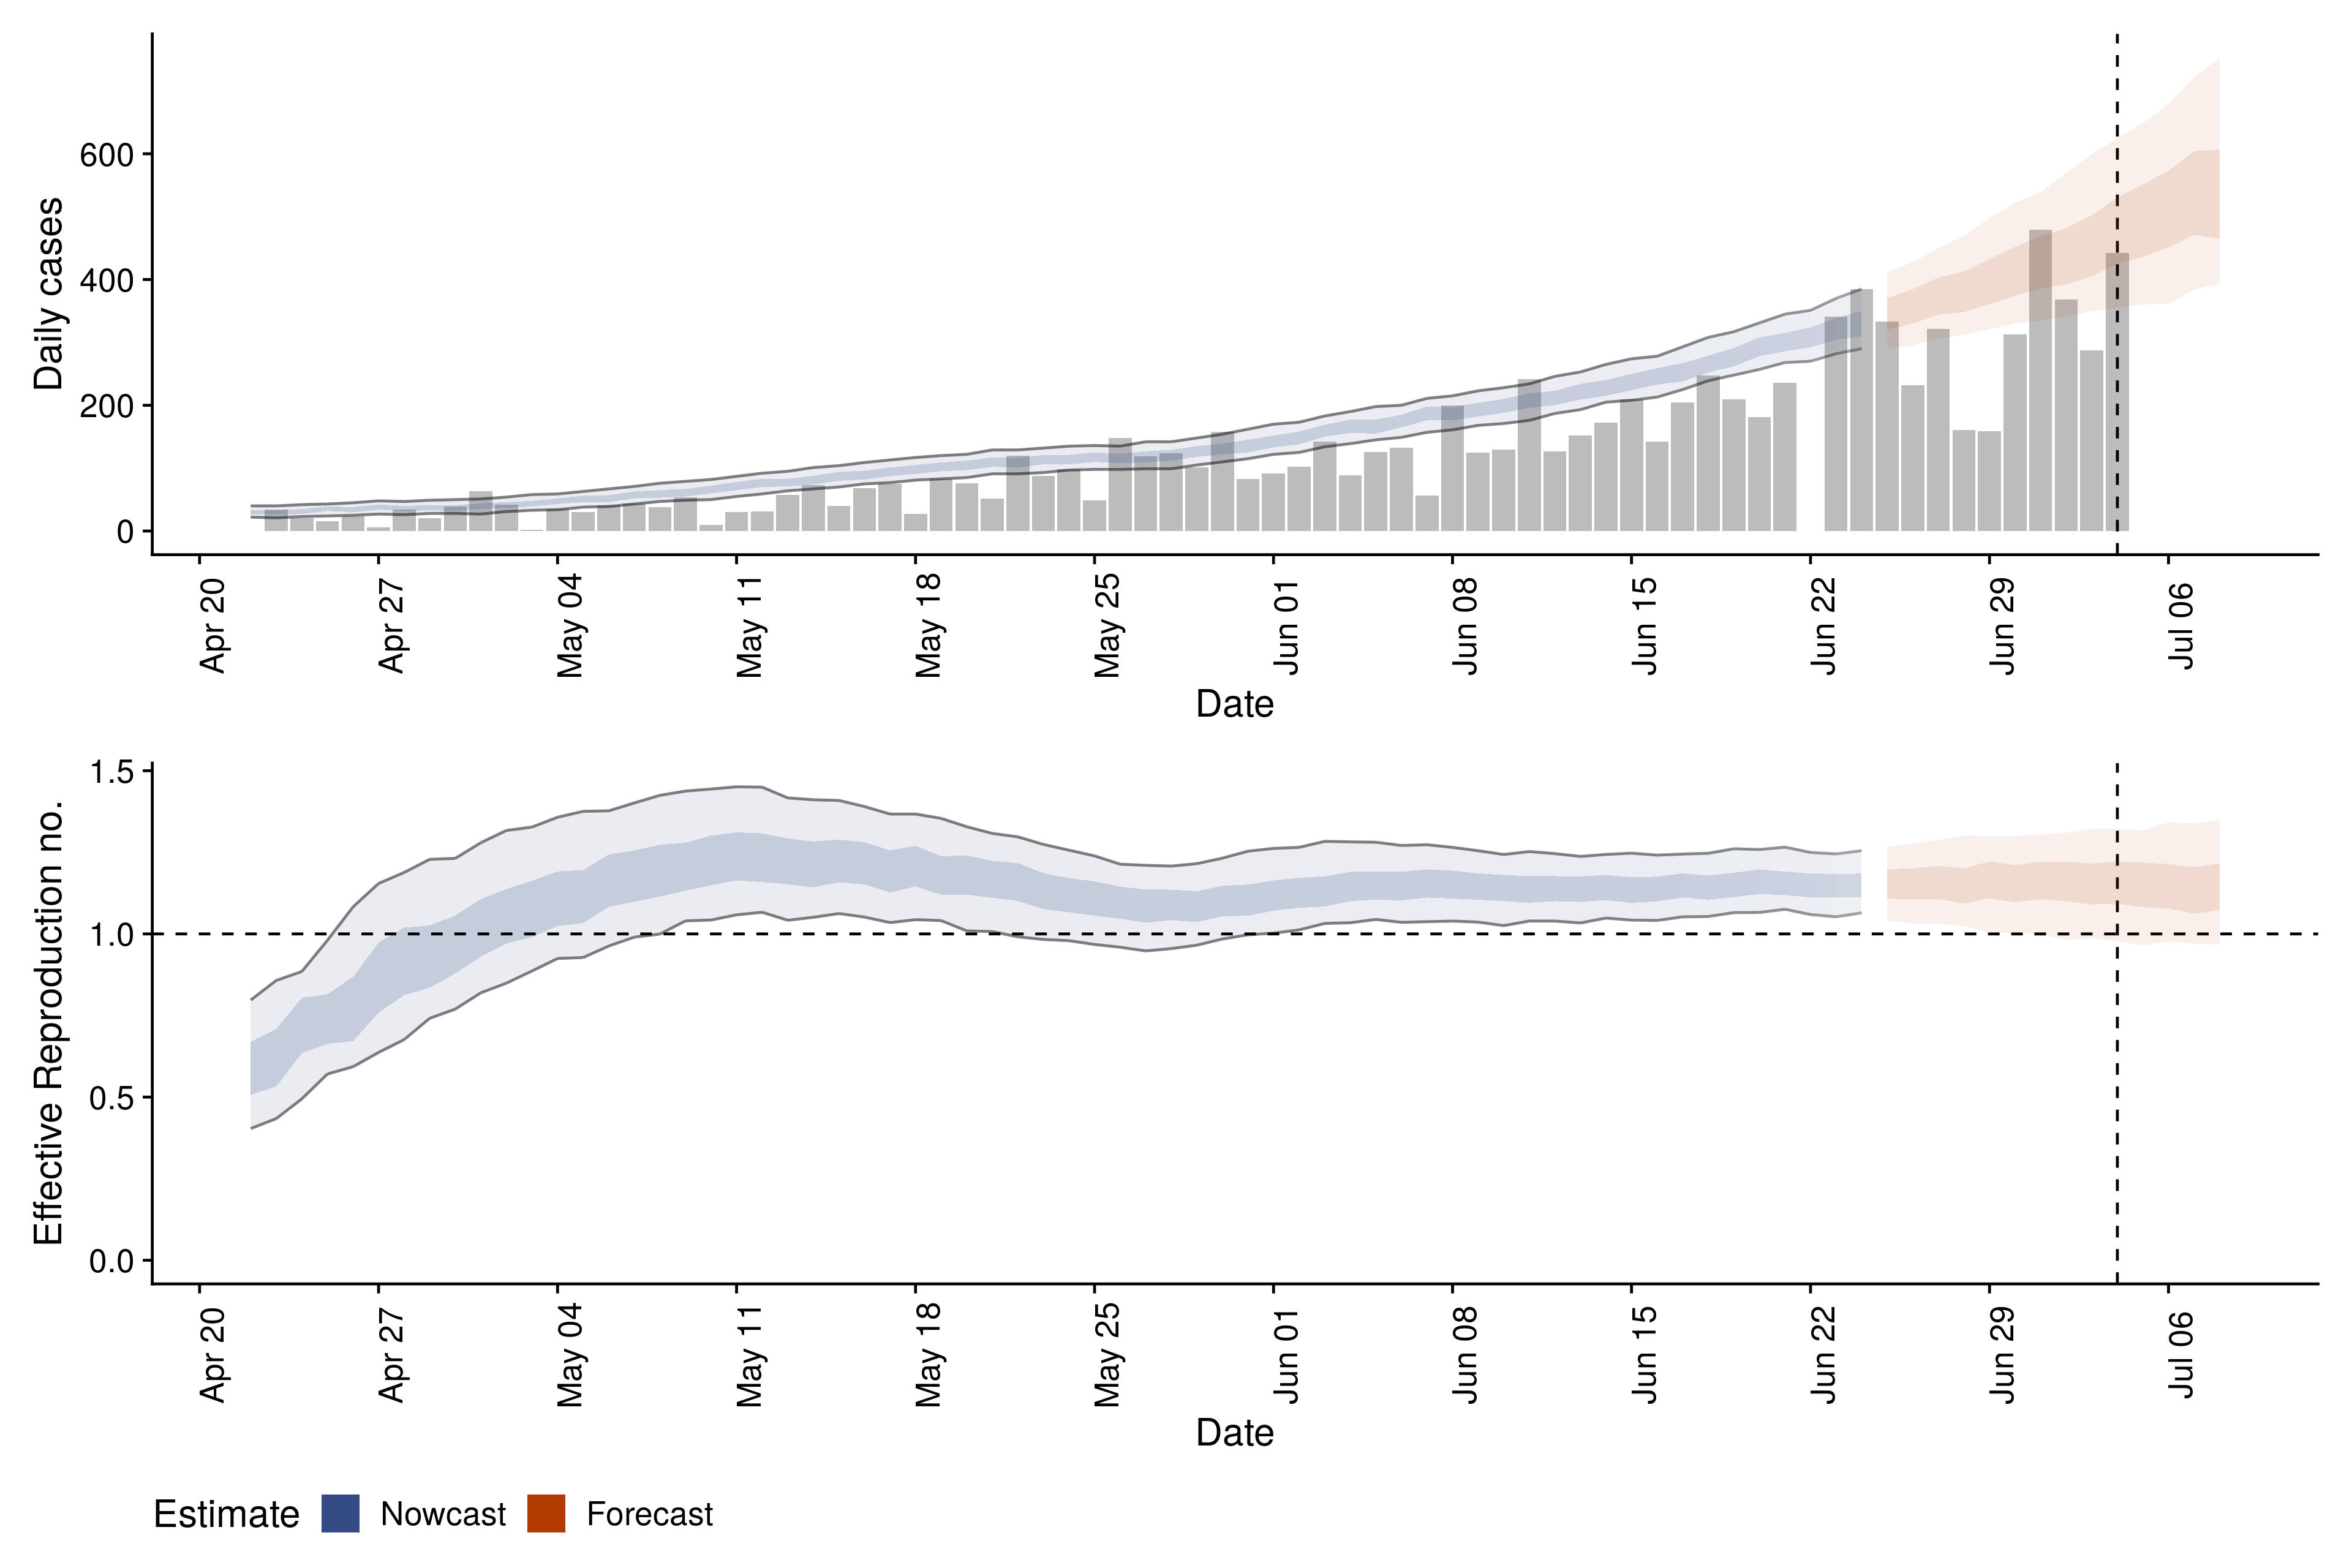 Daily cases
600
400
200
0
Apr 20
Apr 27
May 04
May 11
May 18
May 25
Jun 01
Jun 08
Jun 15
Jun 22
Jun 29
Jul 06
Date
Effective Reproduction no.
1.5
1.0
0.5
0.0
Apr 20
Apr 27
May 04
May 11
May 18
May 25
Jun 01
Jun 08
Jun 15
Jun 22
Jun 29
Jul 06
Date
Estimate Nowcast Forecast